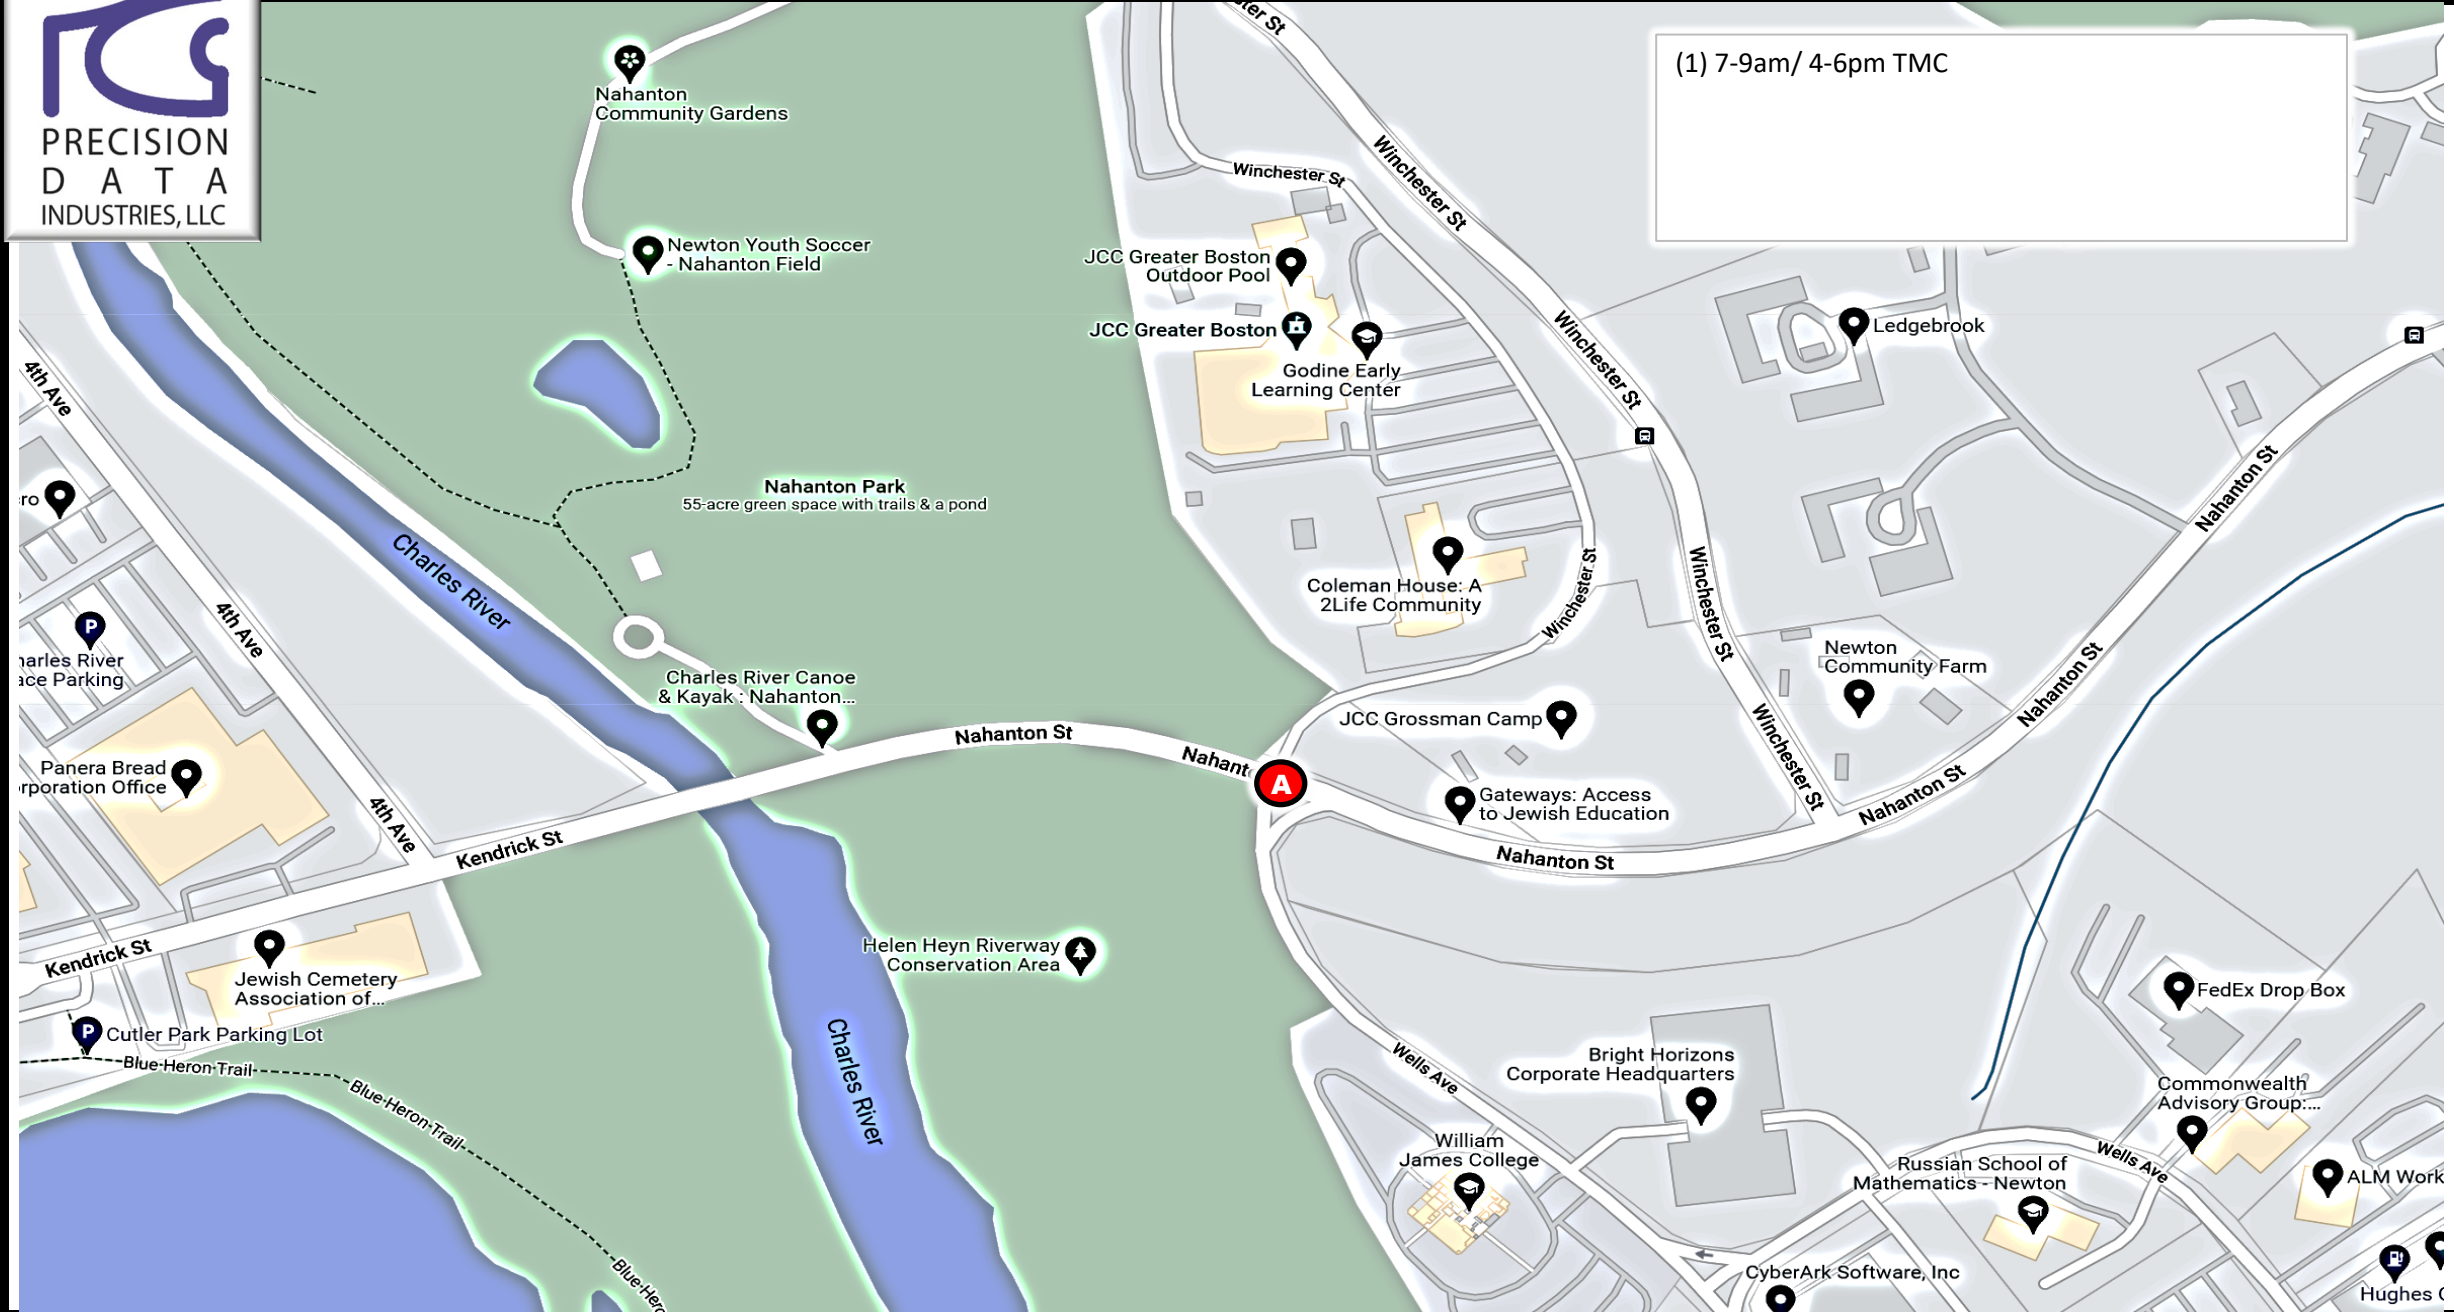 PRECISION
DATA
INDUSTRIES, LLC
(1) 7-9am/ 4-6pm TMC
Nahanton
Community Gardens
Newton Youth Soccer
- Nahanton Field
Winchester St
Winchester St
Winchester St
Winchester St
Winchester St
Winchester St
JCC Greater Boston
Outdoor Pool
JCC Greater Boston
Godine Early
Learning Center
Ledgebrook
4th Ave
4th Ave
4th Ave
Nahanton Park
55-acre green space with trails & a pond
Charles River
Coleman House: A
2Life Community
Nahanton St
Nahanton St
Nahanton St
Newton
Community Farm
P
Charles River Canoe
& Kayak : Nahanton...
JCC Grossman Camp
Nahanton St
A
Gateways: Access
to Jewish Education
Nahanton St
Panera Bread
Kendrick St
Kendrick St
Helen Heyn Riverway
Conservation Area
Jewish Cemetery
Association of...
P
Cutler Park Parking Lot
Blue Heron Trail
Blue Heron Trail
Charles River
FedEx Drop Box
Wells Ave
Bright Horizons
Corporate Headquarters
Commonwealth
Advisory Group:...
William
James College
Wells Ave
Russian School of
Mathematics - Newton
ALM Work
CyberArk Software, Inc
Hughes